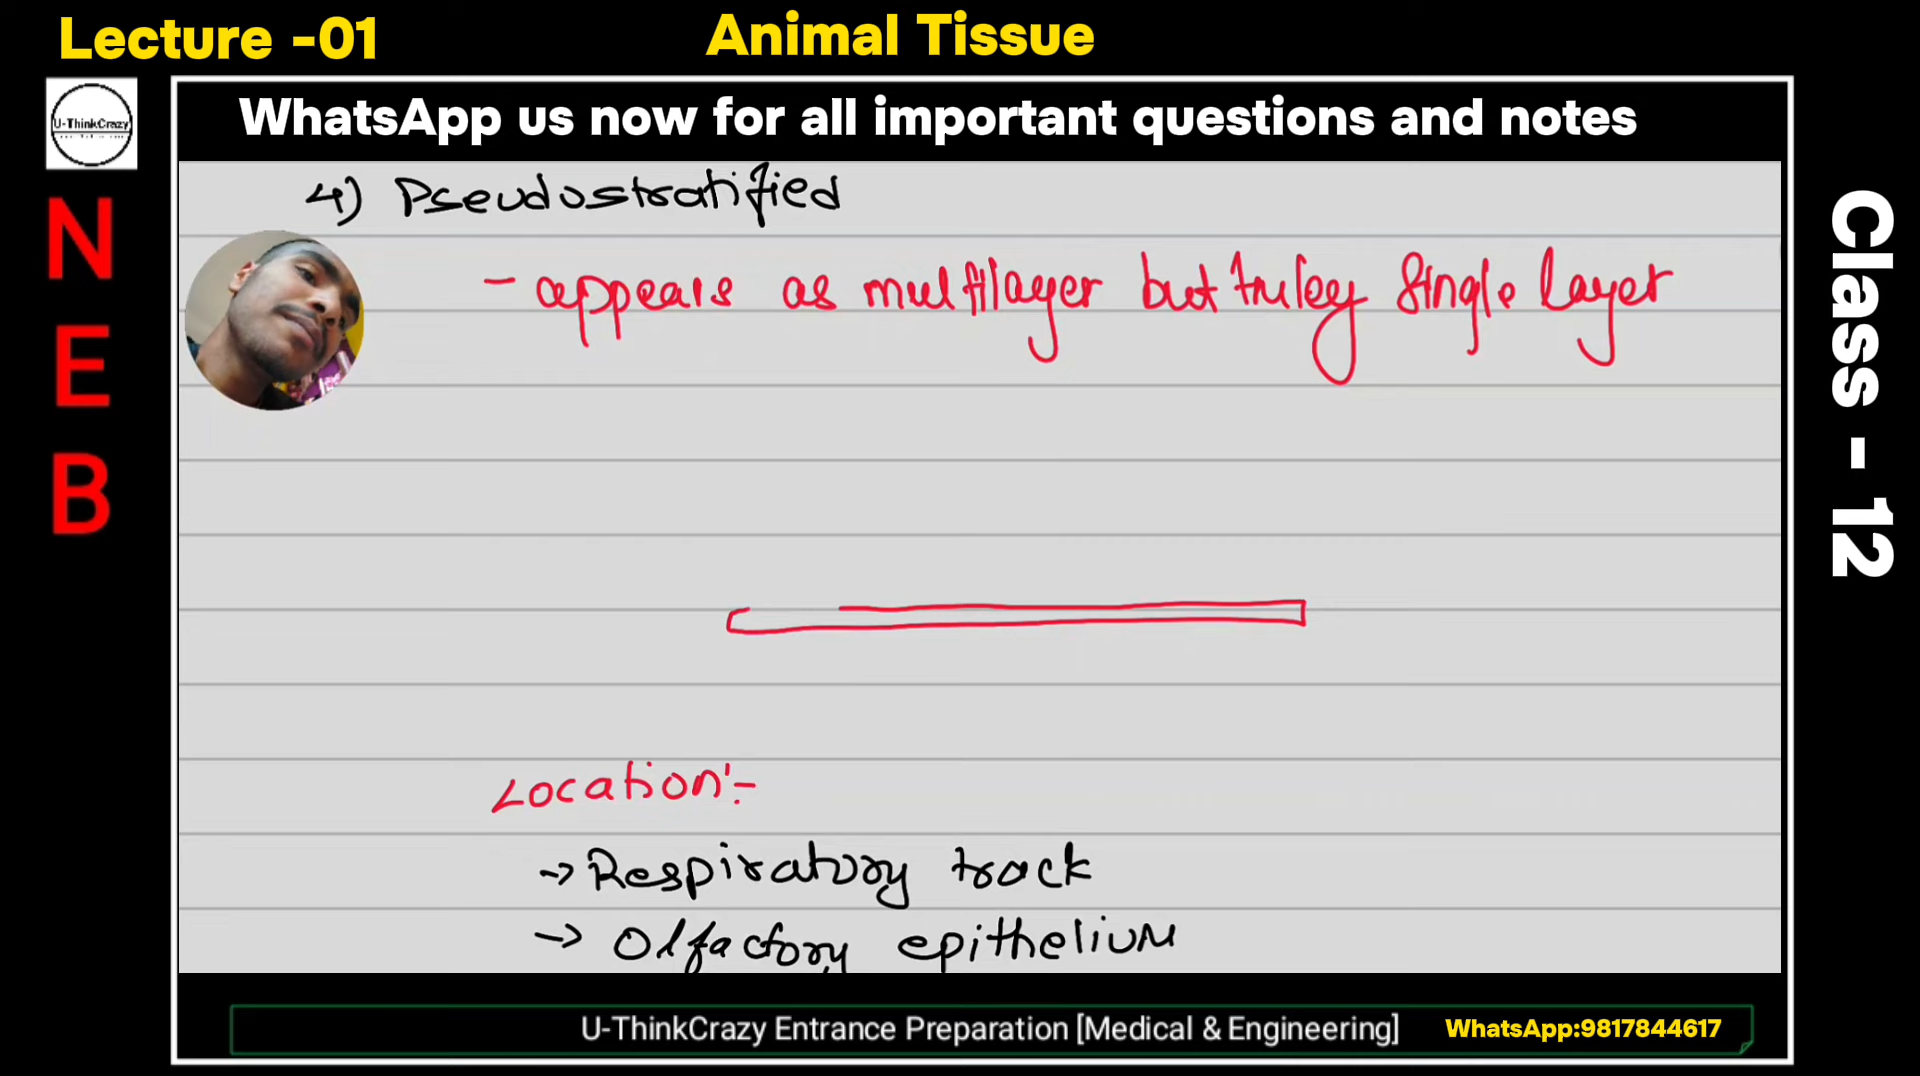 Lecture -01
Animal Tissue
U-ThinkCrazy
WhatsApp us now for all important questions and notes
N
E
B
Class - 12
4) Pseudostratified
- appears as multilayer but truley single layer
Location:-
→ Respiratory track
→ Olfactory epithelium
U-ThinkCrazy Entrance Preparation [Medical & Engineering]
WhatsApp:9817844617